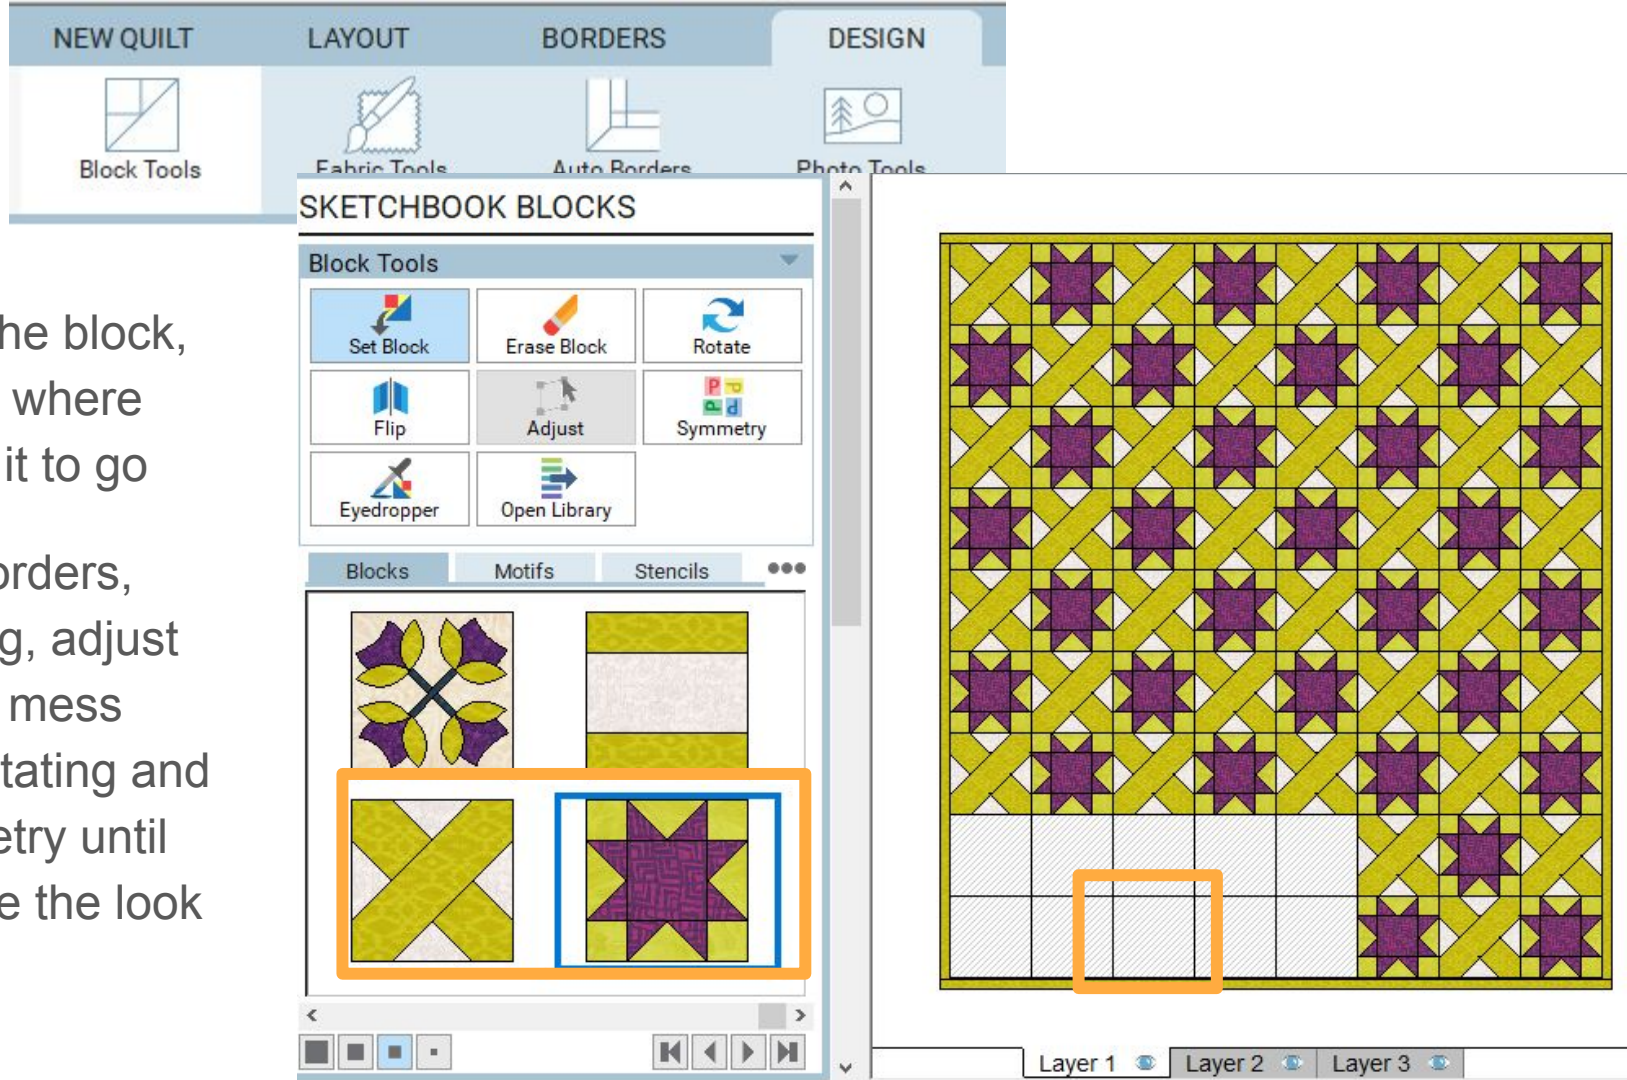 NEW QUILT LAYOUT BORDERS DESIGN
Block Tools Fabric Tools Auto Borders Photo Tools
SKETCHBOOK BLOCKS
Block Tools
Set Block Erase Block Rotate
Flip Adjust Symmetry
Eyedropper Open Library
Blocks Motifs Stencils
he block,
where
it to go
orders,
g, adjust
mess
tating and
etry until
e the look
Layer 1 Layer 2 Layer 3